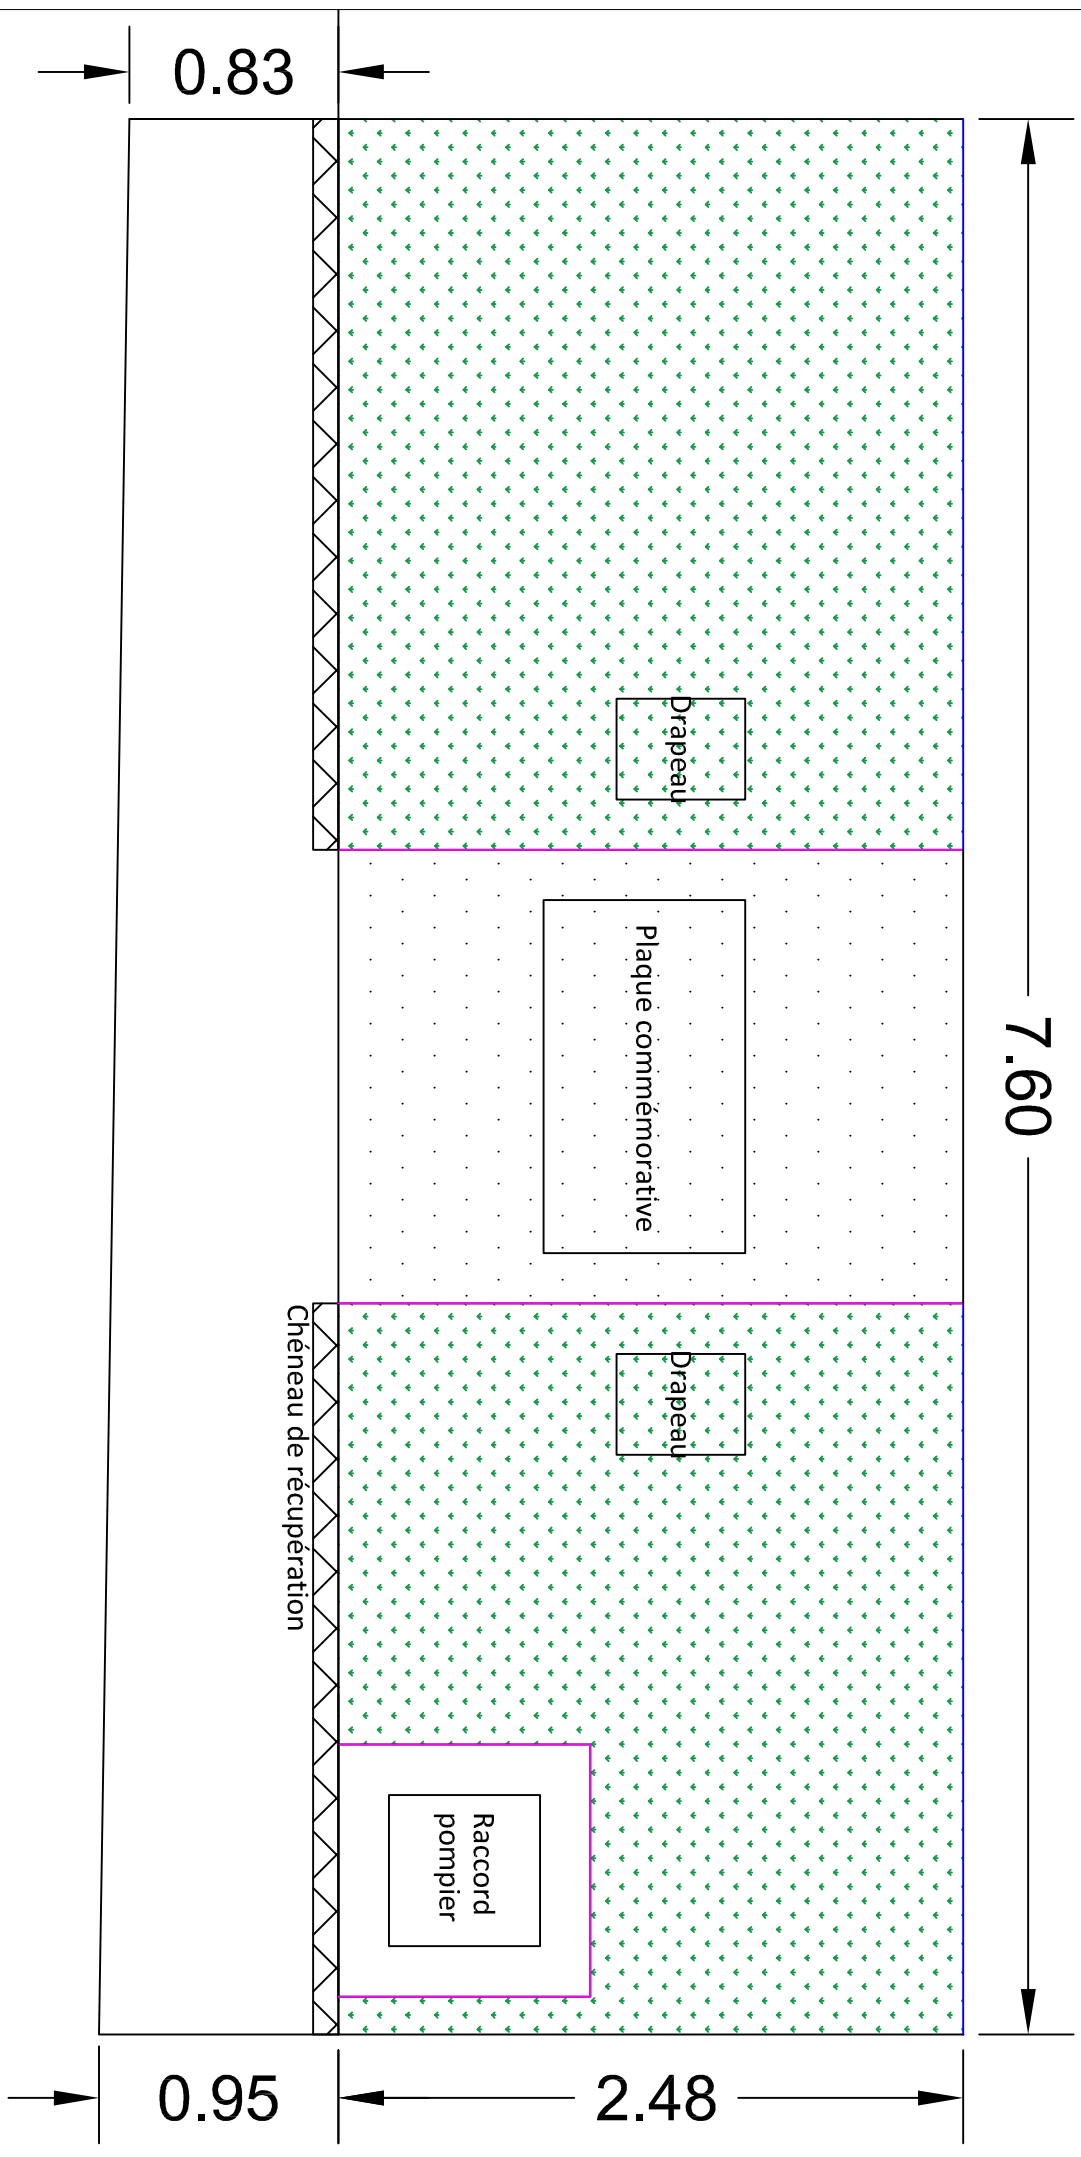 0.83
7.60
Drapeau
Plaque commémorative
Drapeau
Chéneau de récupération
Raccord
pompier
0.95
2.48